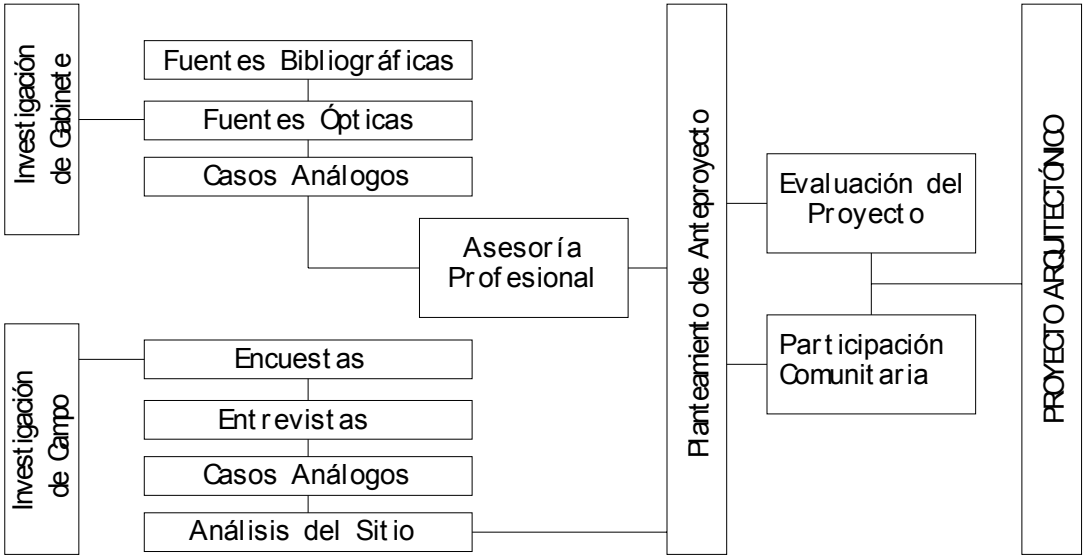 Investigación
de Gabinete
Fuentes Bibliográficas
Fuentes Ópticas
Casos Análogos
Asesoría
Profesional
Investigación
de Campo
Encuestas
Entrevistas
Casos Análogos
Análisis del Sitio
Planteamiento de Anteproyecto
Evaluación del
Proyecto
Participación
Comunitaria
PROYECTO ARQUITECTÓNICO